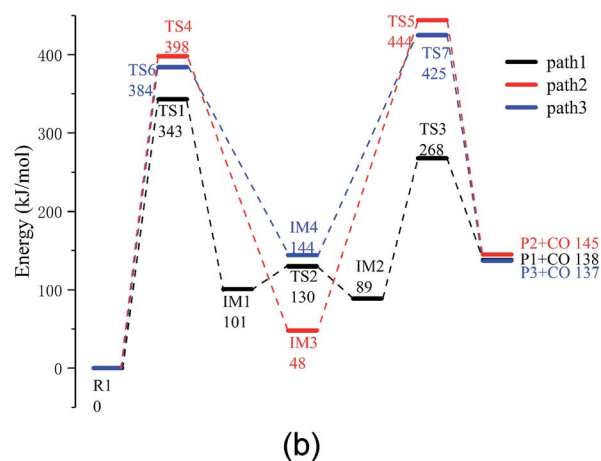 TS4
398
TS6
384
TS1
343
TS5
444
TS7
425
TS3
268
path1
path2
path3
400
300
200
100
0
Energy (kJ/mol)
IM4
144
TS2
130
IM2
89
IM1
101
IM3
48
P2+CO 145
P1+CO 138
P3+CO 137
R1
0
(b)